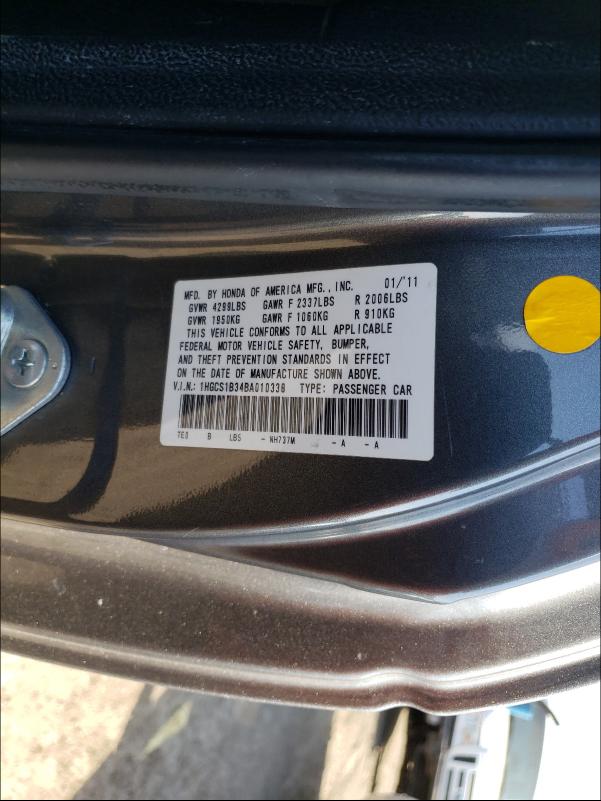 MFD. BY HONDA OF AMERICA MFG., INC. 01/'11
GVWR 4299LBS GAWR F 2337LBS R 2006LBS
GVWR 1950KG GAWR F 1060KG R 910KG
THIS VEHICLE CONFORMS TO ALL APPLICABLE
FEDERAL MOTOR VEHICLE SAFETY, BUMPER,
AND THEFT PREVENTION STANDARDS IN EFFECT
ON THE DATE OF MANUFACTURE SHOWN ABOVE.
V.I.N.: 1HGCS1B34BA010338 TYPE: PASSENGER CAR
TE0 B LBS - NH737M - A - A